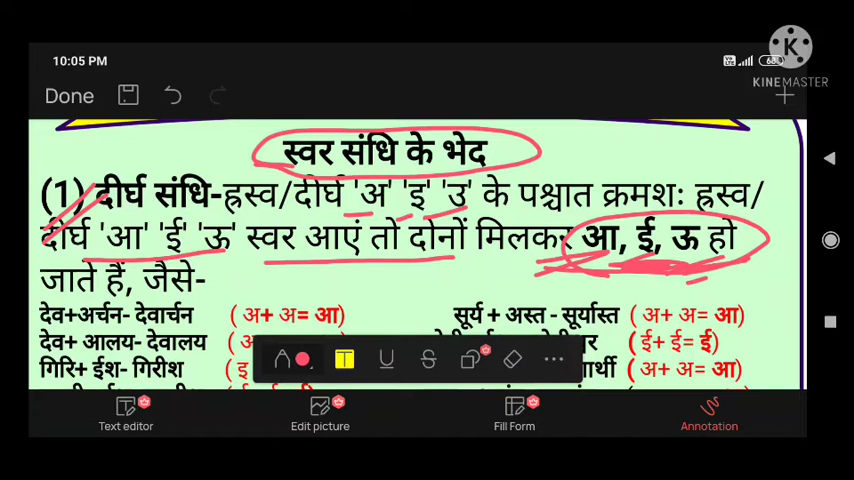 10:05 PM
K
KINEMASTER
Done
स्वर संधि के भेद
(1) दीर्घ संधि-ह्रस्व/दीर्घ 'अ' 'इ' 'उ' के पश्चात क्रमशः ह्रस्व/
दीर्घ 'आ' 'ई' 'ऊ' स्वर आएं तो दोनों मिलकर आ, ई, ऊ हो
जाते हैं, जैसे-
देव+अर्चन- देवार्चन ( अ+ अ= आ) सूर्य + अस्त - सूर्यास्त ( अ+ अ= आ)
देव+ आलय- देवालय ( ( ई+ ई= ई)
गिरि+ ईश- गिरीश ( इ ( अ+ अ= आ)
Text editor Edit picture Fill Form Annotation